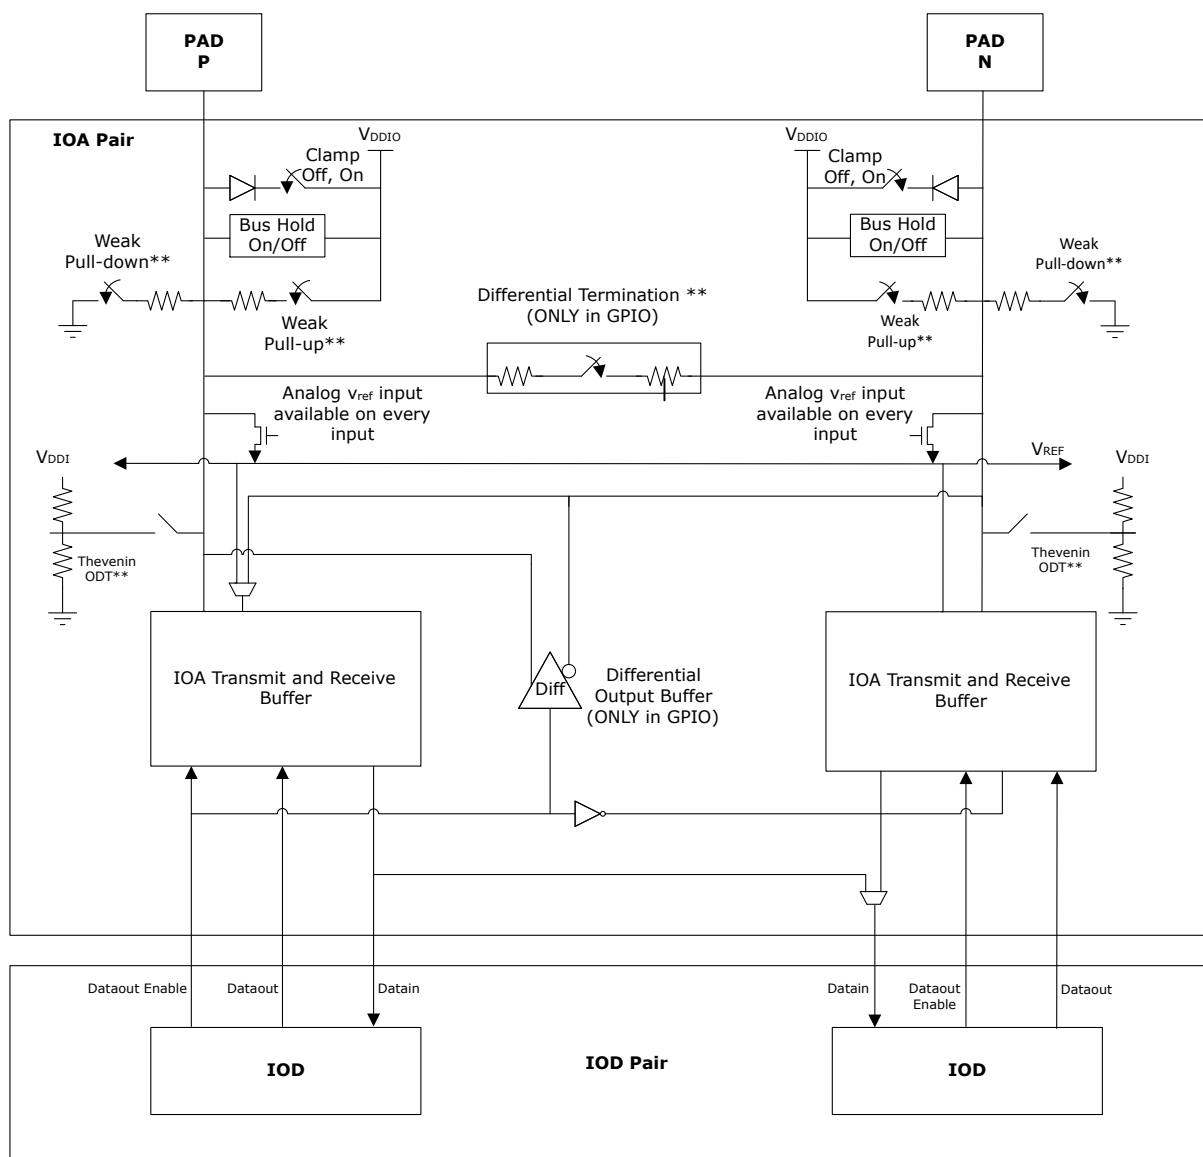 PAD
P
PAD
N
IOA Pair
VDDIO
Clamp
Off, On
Bus Hold
On/Off
Weak
Pull-down**
Weak
Pull-up**
VDDIO
Clamp
Off, On
Bus Hold
On/Off
Weak
Pull-down**
Weak
Pull-up**
Differential Termination **
(ONLY in GPIO)
Analog vref input
available on every
input
Analog vref input
available on every
input
VDDI
VREF
VDDI
Thevenin
ODT**
Thevenin
ODT**
IOA Transmit and Receive
Buffer
Diff
Differential
Output Buffer
(ONLY in GPIO)
IOA Transmit and Receive
Buffer
Dataout Enable
Dataout
Datain
Datain
Dataout
Enable
Dataout
IOD
IOD Pair
IOD